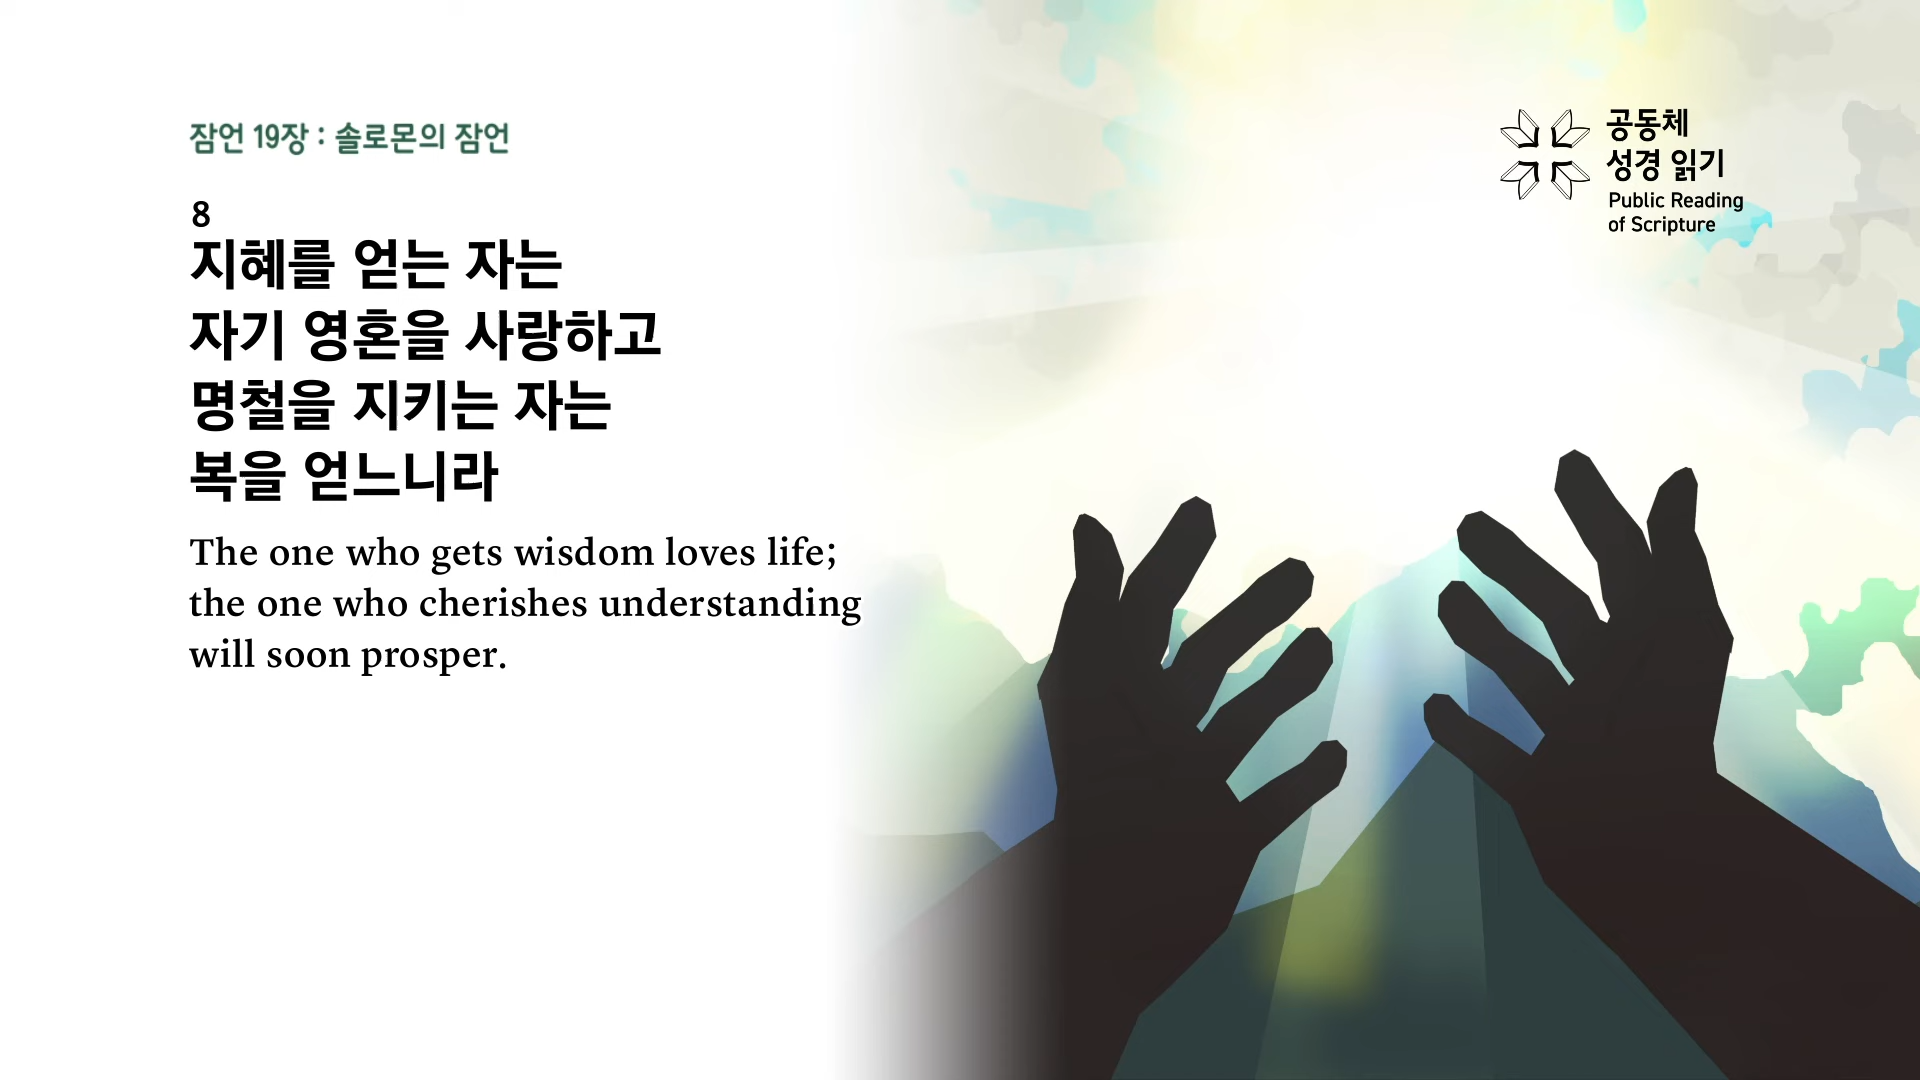 잠언 19장 : 솔로몬의 잠언
8
지혜를 얻는 자는
자기 영혼을 사랑하고
명철을 지키는 자는
복을 얻느니라
The one who gets wisdom loves life;
the one who cherishes understanding
will soon prosper.
공동체
성경 읽기
Public Reading
of Scripture